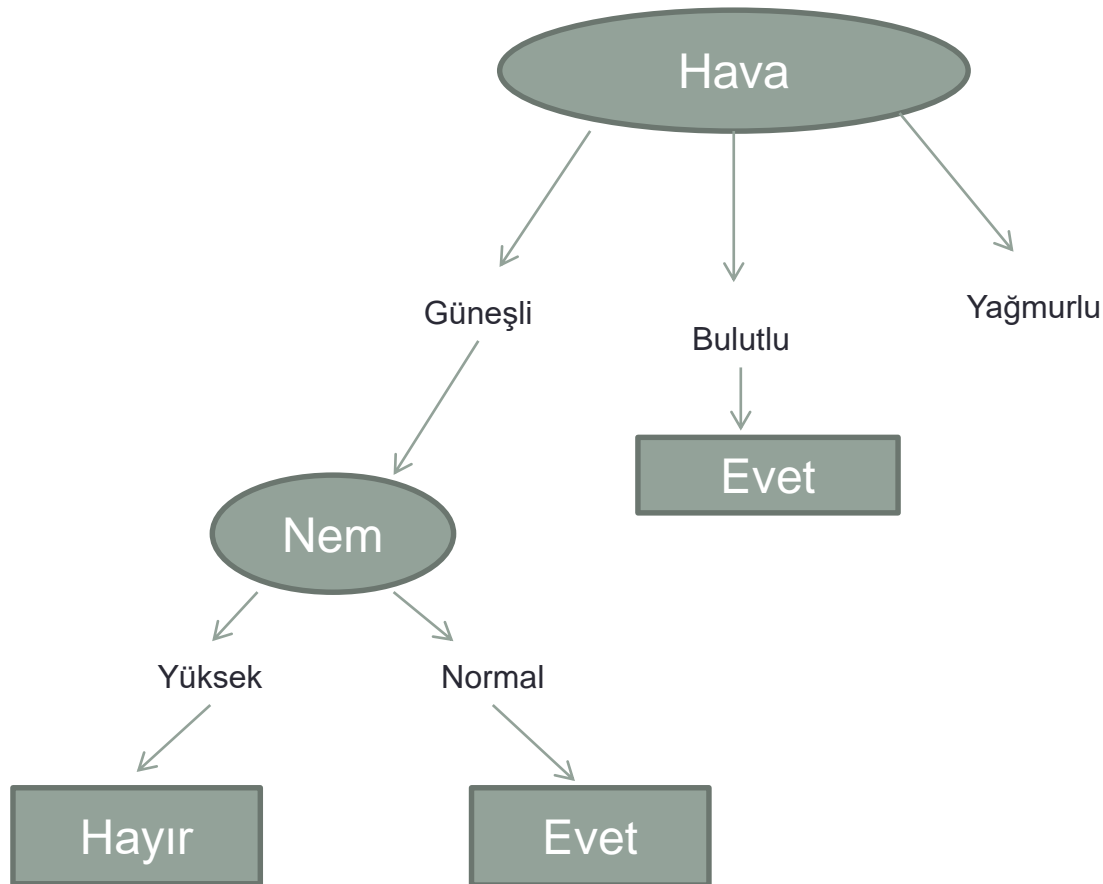 Hava
Güneşli
Bulutlu
Yağmurlu
Evet
Nem
Yüksek
Normal
Hayır
Evet